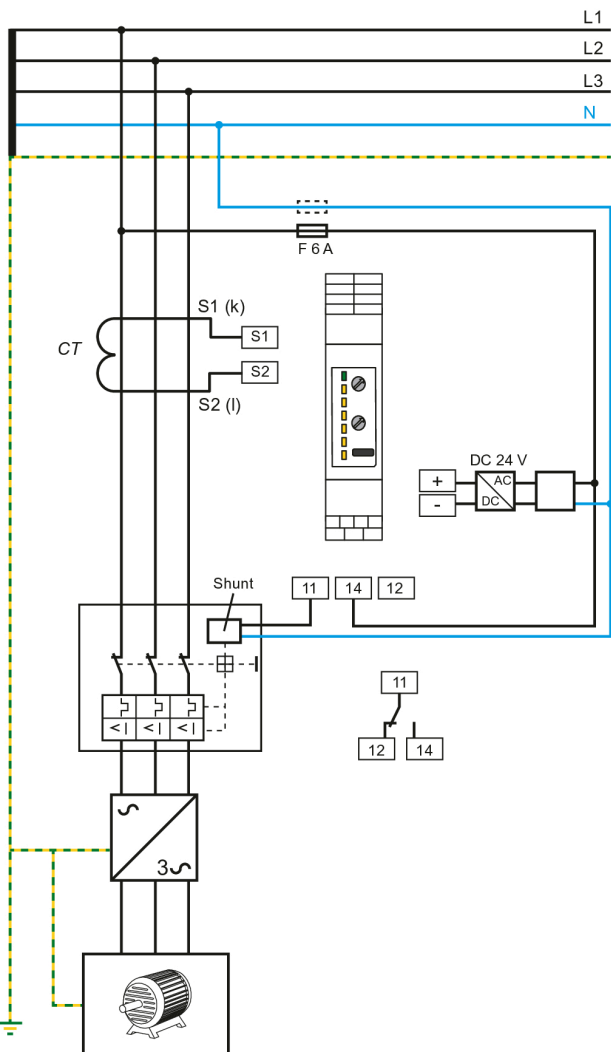 L1
L2
L3
N
F 6 A
S1 (k)
S1
CT
S2
S2 (l)
DC 24 V
+
AC
DC
-
Shunt
11
14
12
11
12
14
3